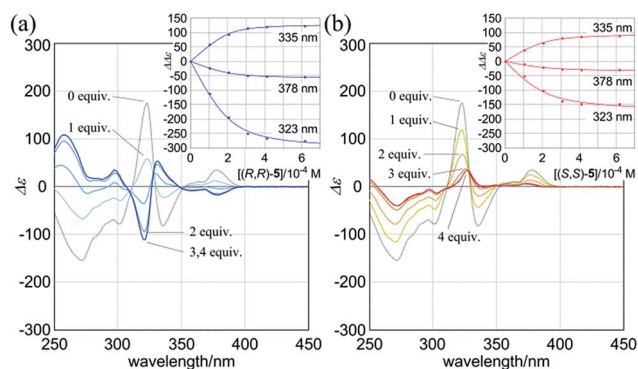 (a)
300
200
100
0
-100
-200
-300
Δε
250 300 350 400 450
wavelength/nm
0 equiv.
1 equiv.
2 equiv.
3,4 equiv.
150
100
50
0
-50
-100
-150
-200
-250
-300
ΔΔε
335 nm
378 nm
323 nm
0 2 4 6
[(R,R)-5]/10⁻⁴ M
(b)
300
200
100
0
-100
-200
-300
Δε
250 300 350 400 450
wavelength/nm
0 equiv.
1 equiv.
2 equiv.
3 equiv.
4 equiv.
150
100
50
0
-50
-100
-150
-200
-250
-300
ΔΔε
335 nm
378 nm
323 nm
0 2 4 6
[(S,S)-5]/10⁻⁴ M